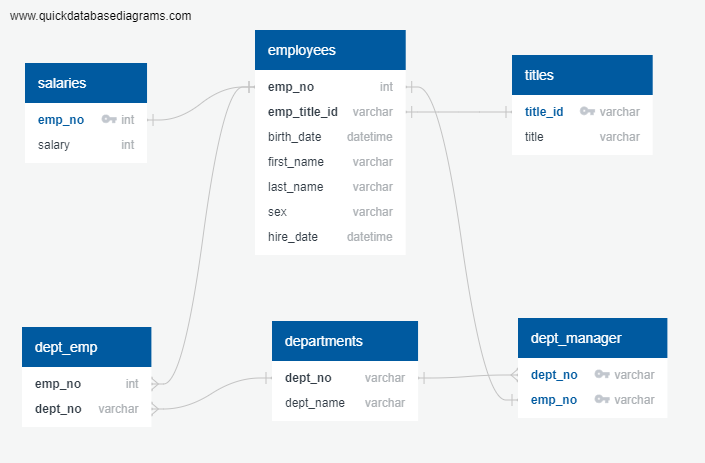 www.quickdatabasediagrams.com
employees
emp_no int
emp_title_id varchar
birth_date datetime
first_name varchar
last_name varchar
sex varchar
hire_date datetime
salaries
emp_no int
salary int
titles
title_id varchar
title varchar
dept_emp
emp_no int
dept_no varchar
departments
dept_no varchar
dept_name varchar
dept_manager
dept_no varchar
emp_no varchar